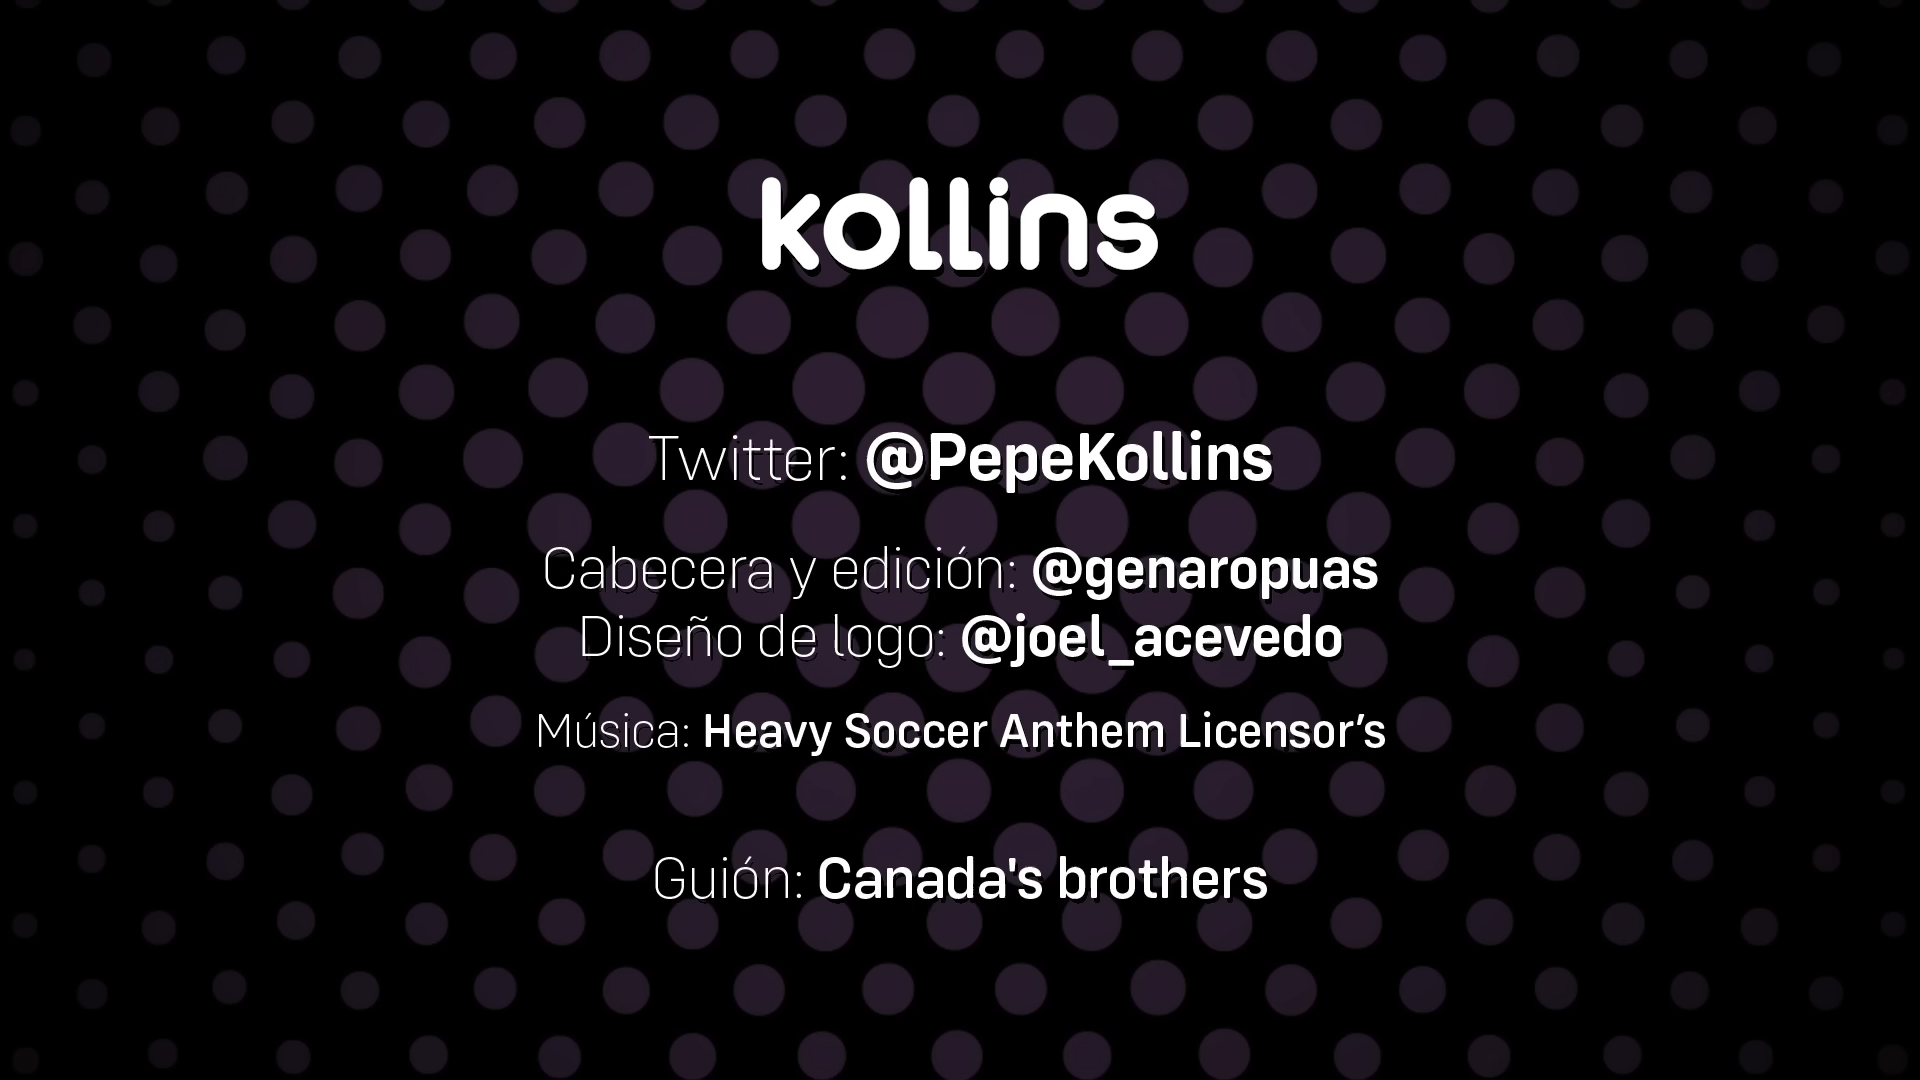 kollins
Twitter: @PepeKollins
Cabecera y edición: @genaropuas
Diseño de logo: @joel_acevedo
Música: Heavy Soccer Anthem Licensor’s
Guión: Canada's brothers